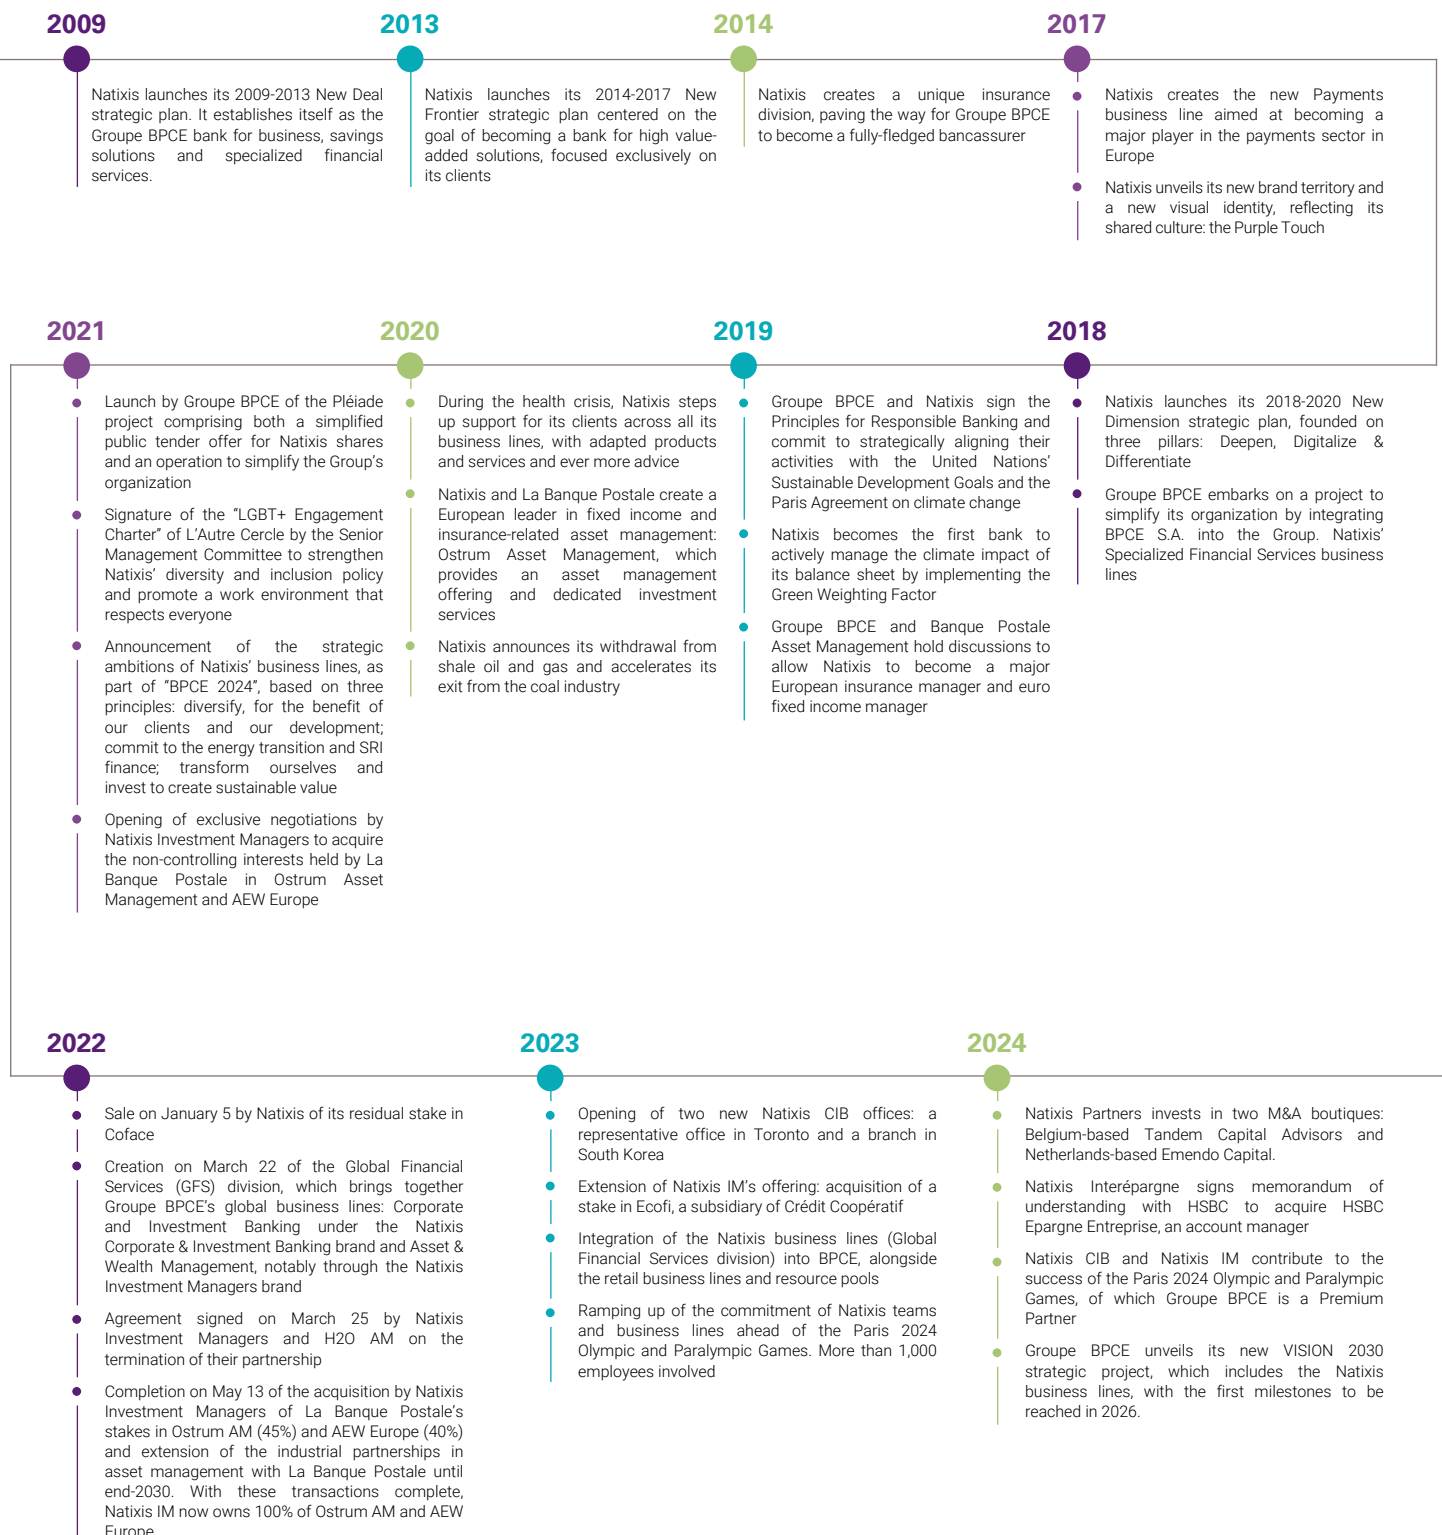 2009
Natixis launches its 2009-2013 New Deal
strategic plan. It establishes itself as the
Groupe BPCE bank for business, savings
solutions and specialized financial
services.
2013
Natixis launches its 2014-2017 New
Frontier strategic plan centered on the
goal of becoming a bank for high value-
added solutions, focused exclusively on
its clients
2014
Natixis creates a unique insurance
division, paving the way for Groupe BPCE
to become a fully-fledged bancassurer
2017
Natixis creates the new Payments
business line aimed at becoming a
major player in the payments sector in
Europe
Natixis unveils its new brand territory and
a new visual identity, reflecting its
shared culture: the Purple Touch
2021
Launch by Groupe BPCE of the Pléiade
project comprising both a simplified
public tender offer for Natixis shares
and an operation to simplify the Group's
organization
Signature of the "LGBT+ Engagement
Charter" of L'Autre Cercle by the Senior
Management Committee to strengthen
Natixis' diversity and inclusion policy
and promote a work environment that
respects everyone
Announcement of the strategic
ambitions of Natixis' business lines, as
part of "BPCE 2024", based on three
principles: diversify, for the benefit of
our clients and our development;
commit to the energy transition and SRI
finance; transform ourselves and
invest to create sustainable value
Opening of exclusive negotiations by
Natixis Investment Managers to acquire
the non-controlling interests held by La
Banque Postale in Ostrum Asset
Management and AEW Europe
2020
During the health crisis, Natixis steps
up support for its clients across all its
business lines, with adapted products
and services and ever more advice
Natixis and La Banque Postale create a
European leader in fixed income and
insurance-related asset management:
Ostrum Asset Management, which
provides an asset management
offering and dedicated investment
services
Natixis announces its withdrawal from
shale oil and gas and accelerates its
exit from the coal industry
2019
Groupe BPCE and Natixis sign the
Principles for Responsible Banking and
commit to strategically aligning their
activities with the United Nations'
Sustainable Development Goals and the
Paris Agreement on climate change
Natixis becomes the first bank to
actively manage the climate impact of
its balance sheet by implementing the
Green Weighting Factor
Groupe BPCE and Banque Postale
Asset Management hold discussions to
allow Natixis to become a major
European insurance manager and euro
fixed income manager
2018
Natixis launches its 2018-2020 New
Dimension strategic plan, founded on
three pillars: Deepen, Digitalize &
Differentiate
Groupe BPCE embarks on a project to
simplify its organization by integrating
BPCE S.A. into the Group. Natixis'
Specialized Financial Services business
lines
2022
Sale on January 5 by Natixis of its residual stake in
Coface
Creation on March 22 of the Global Financial
Services (GFS) division, which brings together
Groupe BPCE's global business lines: Corporate
and Investment Banking under the Natixis
Corporate & Investment Banking brand and Asset &
Wealth Management, notably through the Natixis
Investment Managers brand
Agreement signed on March 25 by Natixis
Investment Managers and H2O AM on the
termination of their partnership
Completion on May 13 of the acquisition by Natixis
Investment Managers of La Banque Postale's
stakes in Ostrum AM (45%) and AEW Europe (40%)
and extension of the industrial partnerships in
asset management with La Banque Postale until
end-2030. With these transactions complete,
Natixis IM now owns 100% of Ostrum AM and AEW
Europe
2023
Opening of two new Natixis CIB offices: a
representative office in Toronto and a branch in
South Korea
Extension of Natixis IM's offering: acquisition of a
stake in Ecofi, a subsidiary of Crédit Coopératif
Integration of the Natixis business lines (Global
Financial Services division) into BPCE, alongside
the retail business lines and resource pools
Ramping up of the commitment of Natixis teams
and business lines ahead of the Paris 2024
Olympic and Paralympic Games. More than 1,000
employees involved
2024
Natixis Partners invests in two M&A boutiques:
Belgium-based Tandem Capital Advisors and
Netherlands-based Emendo Capital.
Natixis Interépargne signs memorandum of
understanding with HSBC to acquire HSBC
Epargne Entreprise, an account manager
Natixis CIB and Natixis IM contribute to the
success of the Paris 2024 Olympic and Paralympic
Games, of which Groupe BPCE is a Premium
Partner
Groupe BPCE unveils its new VISION 2030
strategic project, which includes the Natixis
business lines, with the first milestones to be
reached in 2026.